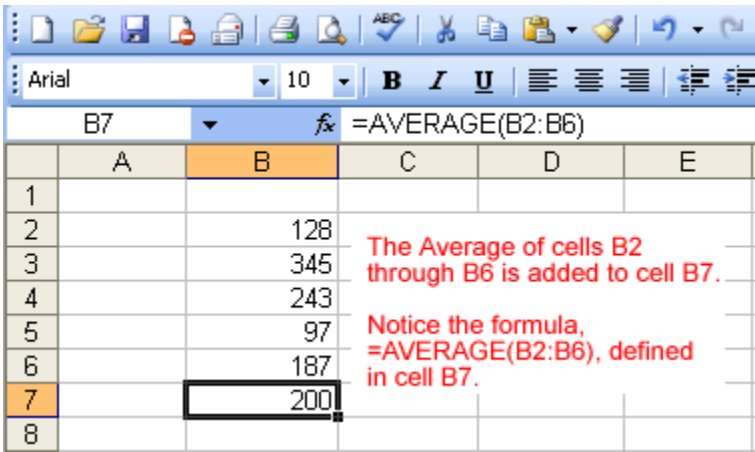 ABC
Arial 10 B I U
B7 fx =AVERAGE(B2:B6)
A B C D E
1
2 128
3 345
4 243
5 97
6 187
7 200
8
The Average of cells B2
through B6 is added to cell B7.
Notice the formula,
=AVERAGE(B2:B6), defined
in cell B7.